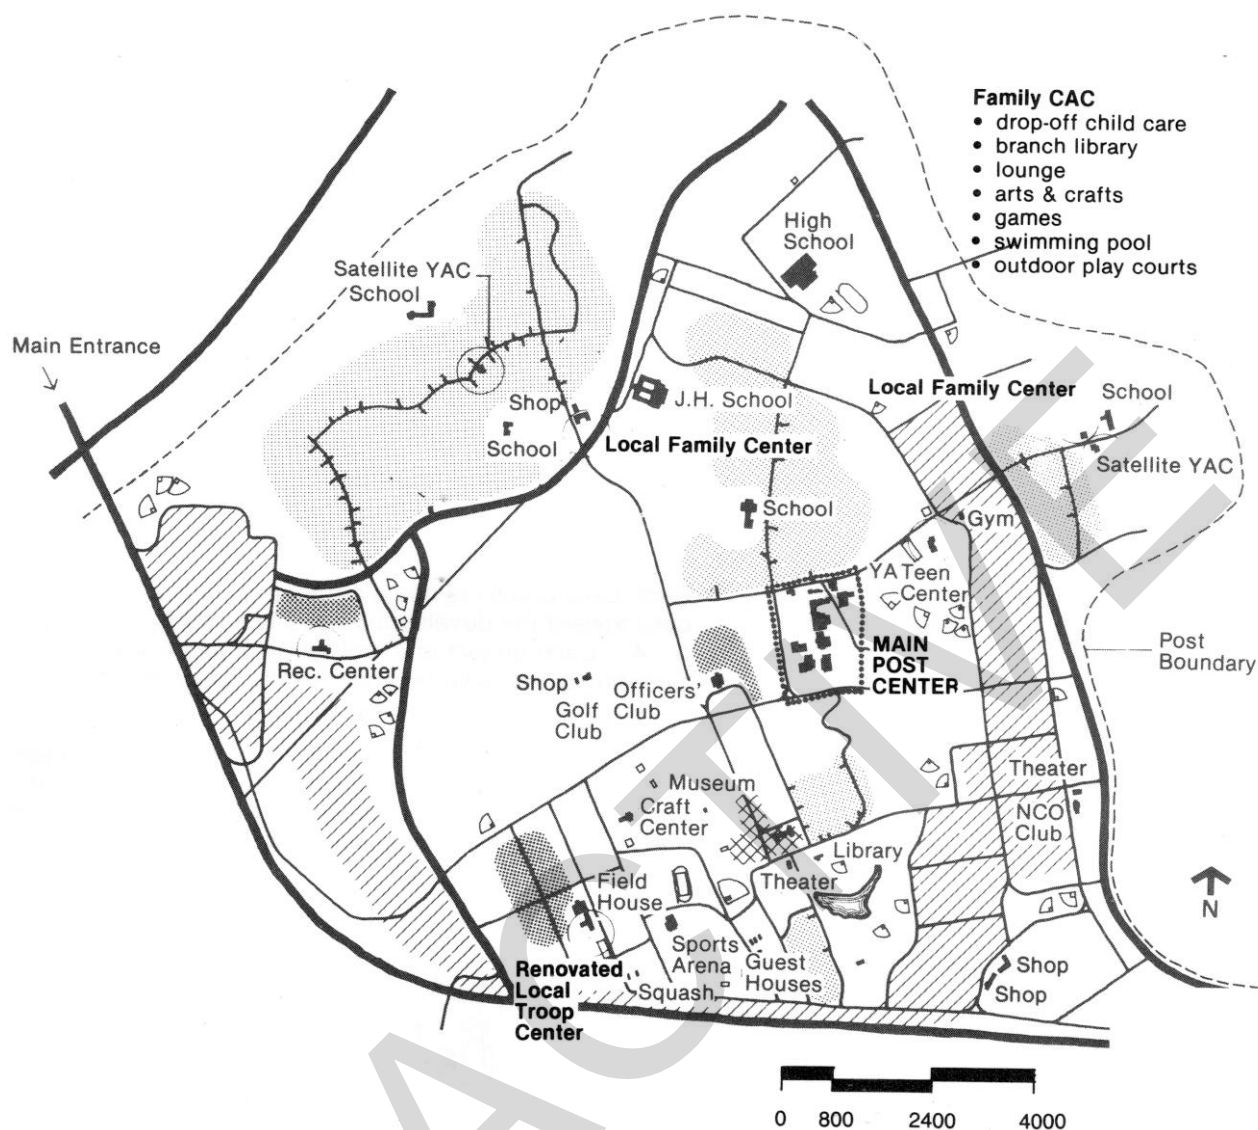 Family CAC
• drop-off child care
• branch library
• lounge
• arts & crafts
• games
• swimming pool
• outdoor play courts
High
School
Satellite YAC
School
Main Entrance
Local Family Center
School
Shop
J.H. School
School
Local Family Center
Satellite YAC
School
Gym
YA Teen
Center
MAIN
POST
CENTER
Post
Boundary
Rec. Center
Shop
Golf
Club
Officers'
Club
Theater
NCO
Club
Museum
Craft
Center
Library
Theater
Field
House
N
Sports
Arena
Guest
Houses
Squash
Shop
Shop
Renovated
Local
Troop
Center
0 800 2400 4000
ACTIVE